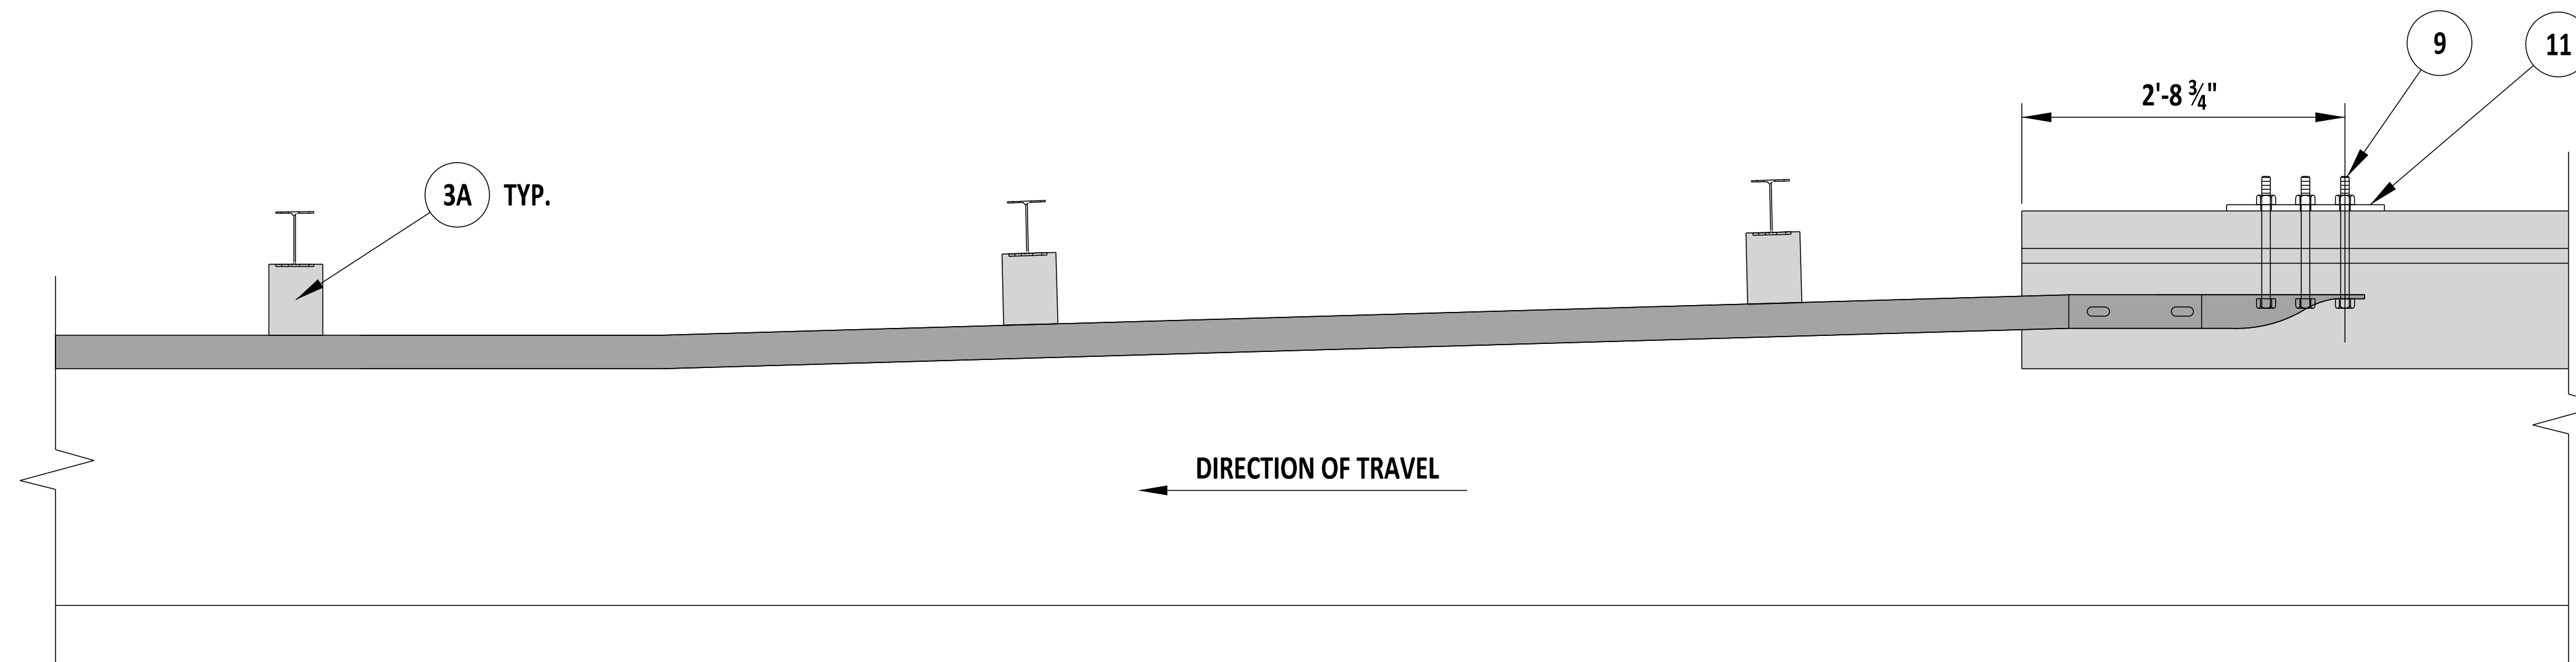 9
11
2'-8 3/4"
3A TYP.
DIRECTION OF TRAVEL